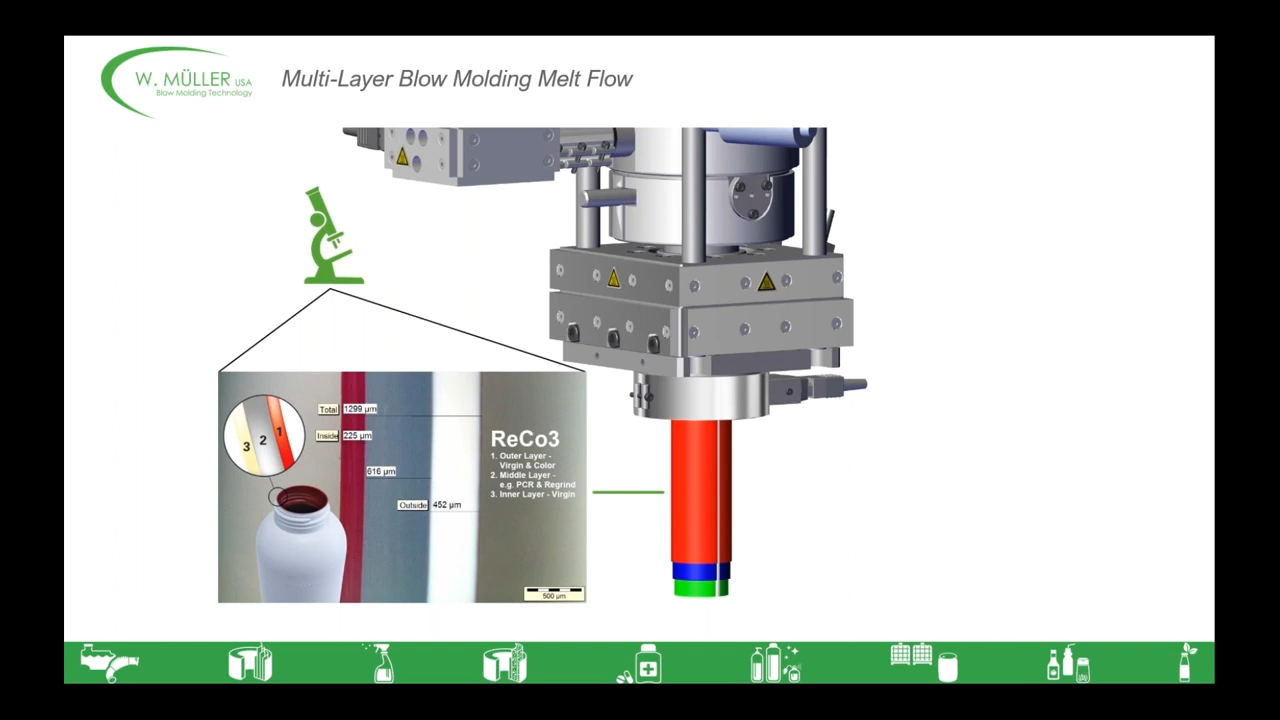 W. MÜLLER USA
Blow Molding Technology
Multi-Layer Blow Molding Melt Flow
Total 1299 µm
Inside 225 µm
616 µm
Outside 452 µm
3 2 1
ReCo3
1. Outer Layer -
Virgin & Color
2. Middle Layer -
e.g. PCR & Regrind
3. Inner Layer - Virgin
500 µm